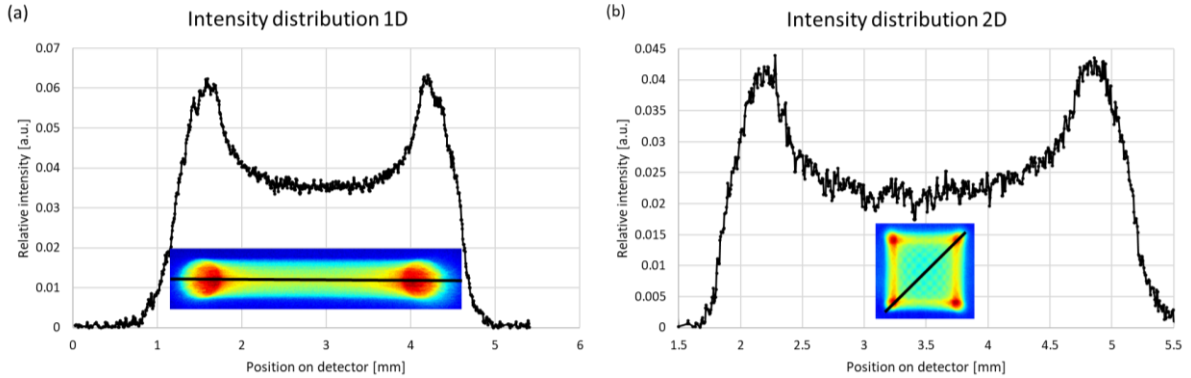 (a)
Intensity distribution 1D
0.07
0.06
0.05
0.04
0.03
0.02
0.01
0
Relative intensity [a.u.]
0 1 2 3 4 5 6
Position on detector [mm]
(b)
Intensity distribution 2D
0.045
0.04
0.035
0.03
0.025
0.02
0.015
0.01
0.005
0
Relative intensity [a.u.]
1.5 2 2.5 3 3.5 4 4.5 5 5.5
Position on detector [mm]